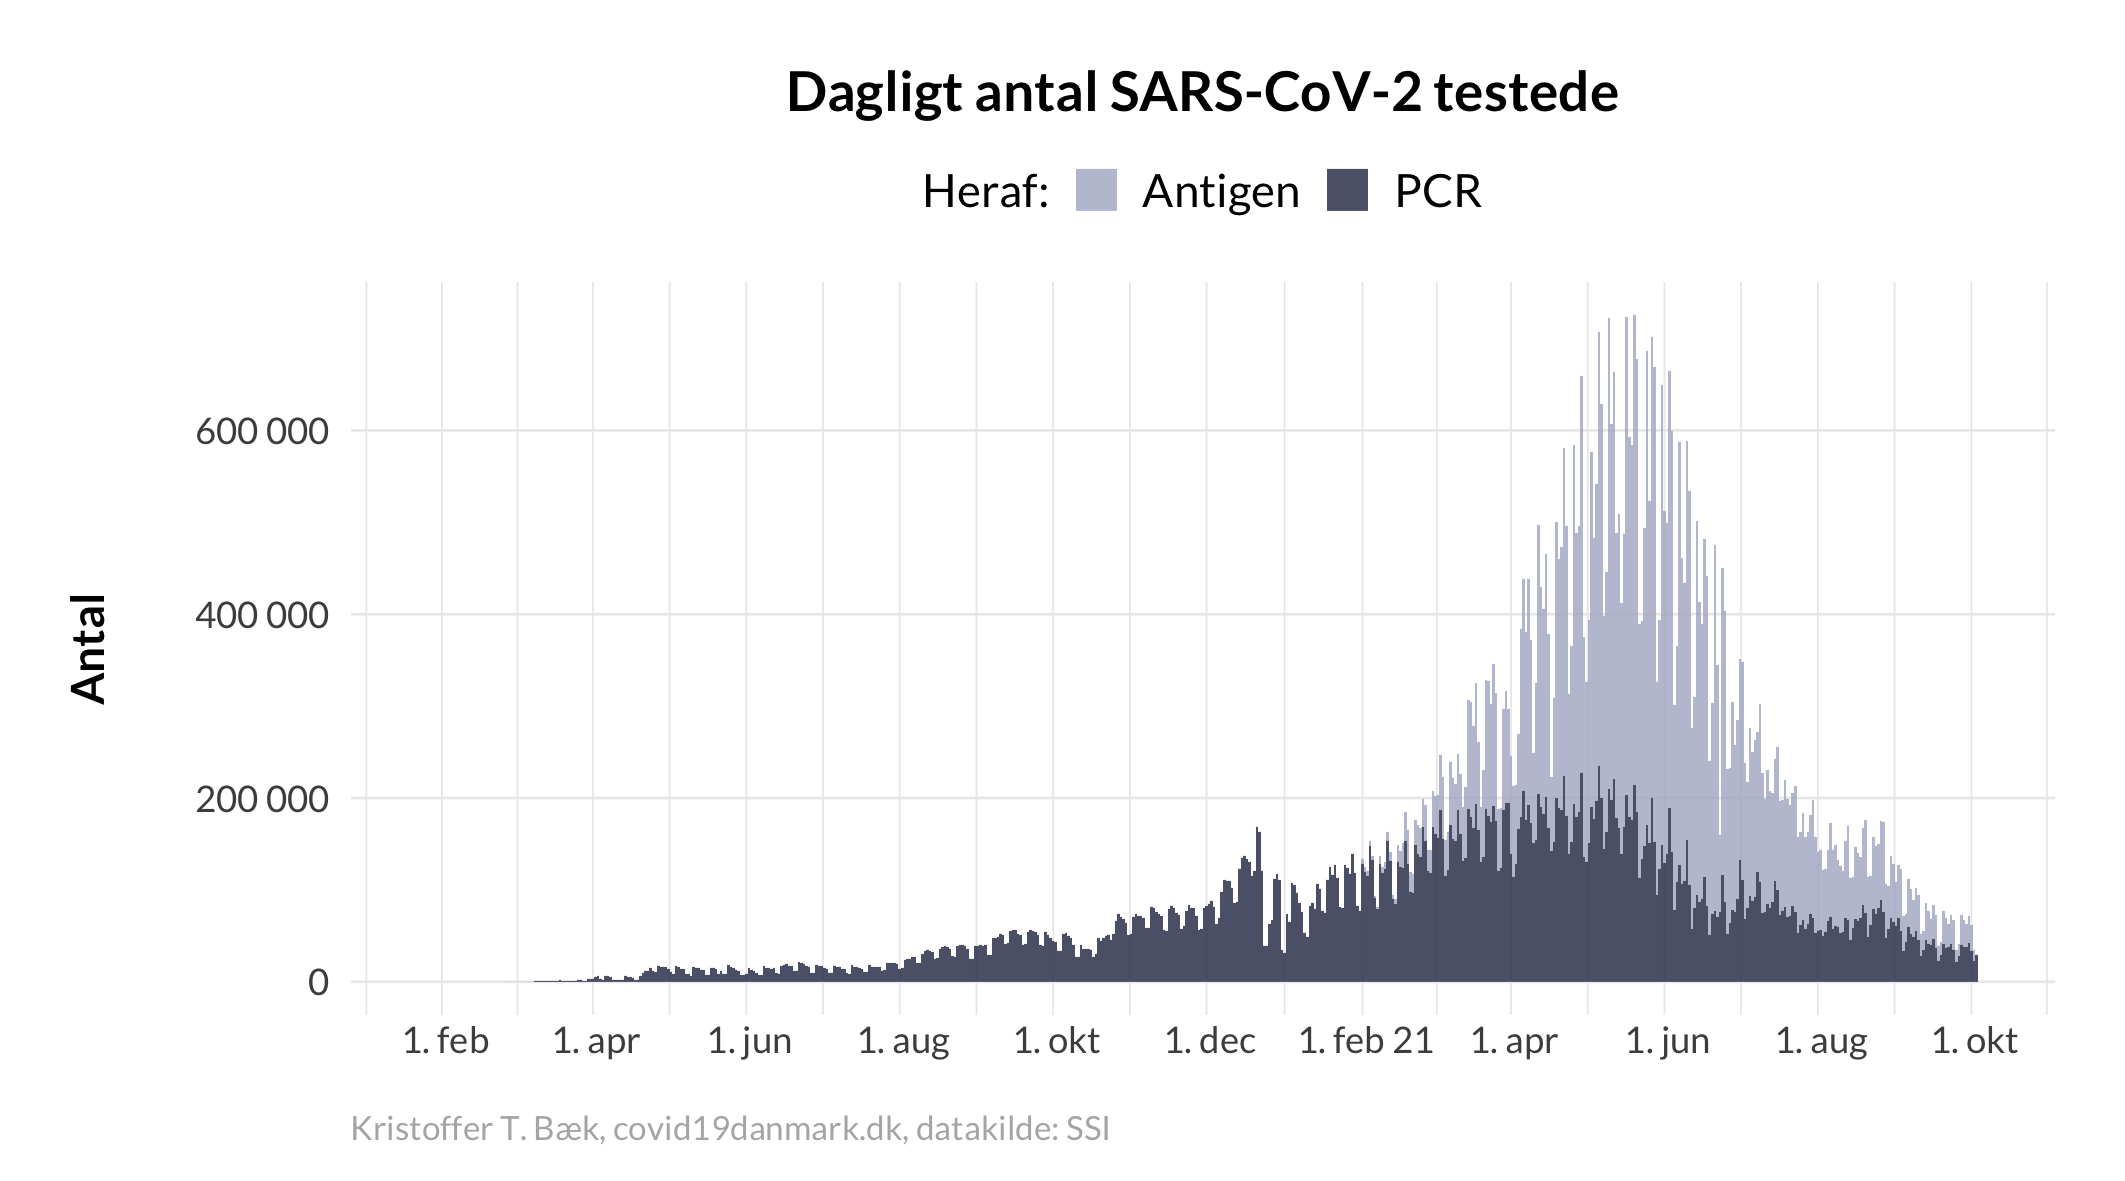 Dagligt antal SARS-CoV-2 testede
Heraf: Antigen PCR
Antal
600 000
400 000
200 000
0
1. feb 1. apr 1. jun 1. aug 1. okt 1. dec 1. feb 21 1. apr 1. jun 1. aug 1. okt
Kristoffer T. Bæk, covid19danmark.dk, datakilde: SSI